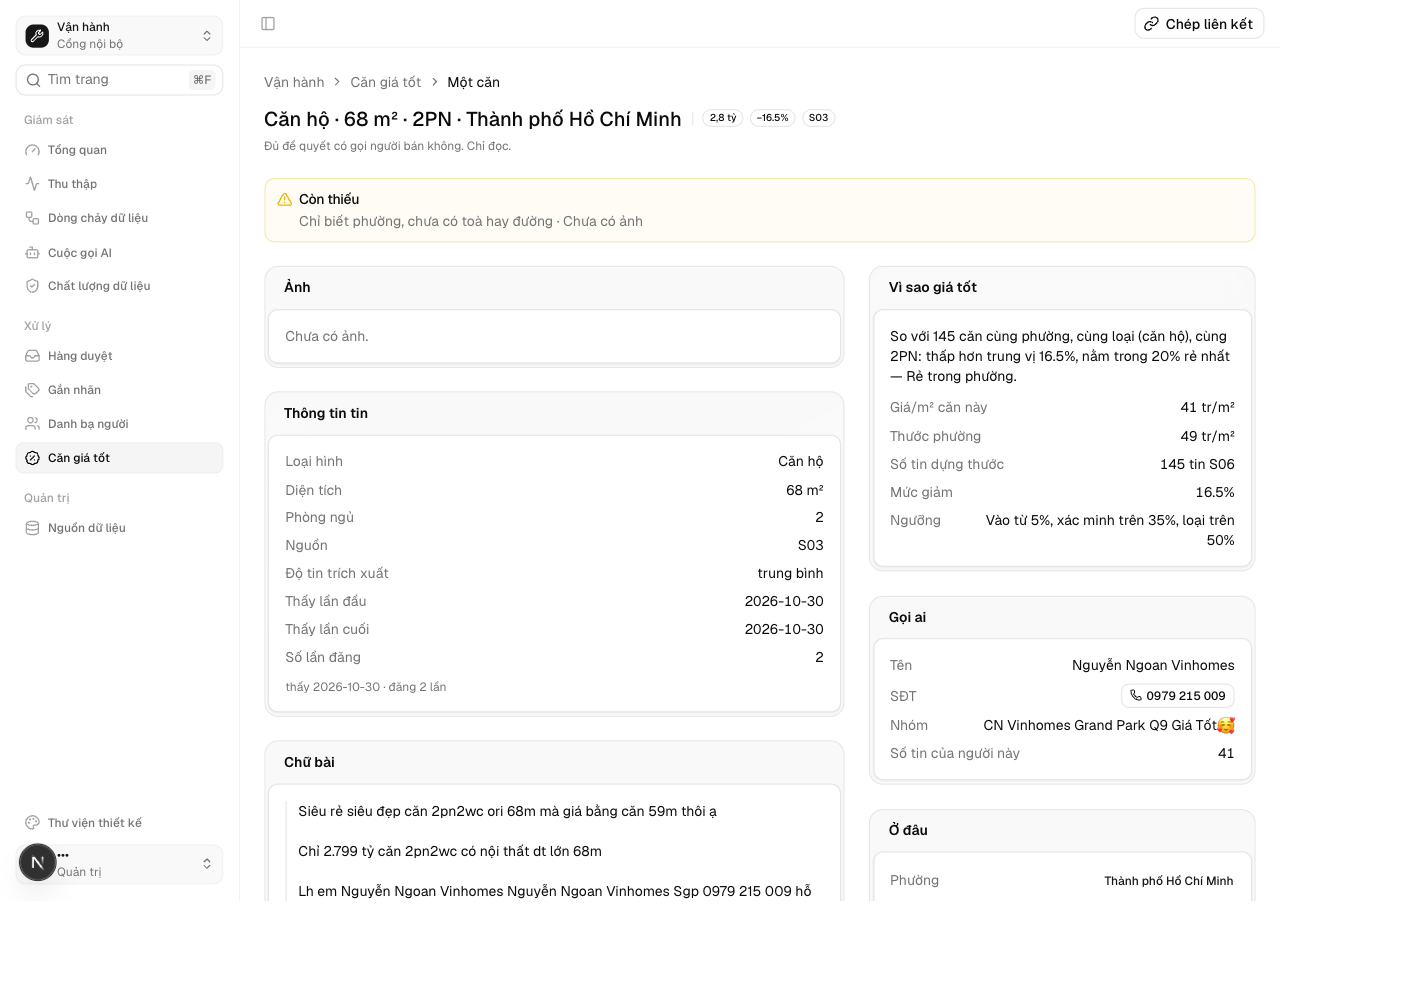 Vận hành
Cổng nội bộ
Tìm trang
⌘F
Giám sát
Tổng quan
Thu thập
Dòng chảy dữ liệu
Cuộc gọi AI
Chất lượng dữ liệu
Xử lý
Hàng duyệt
Gắn nhãn
Danh bạ người
Căn giá tốt
Quản trị
Nguồn dữ liệu
Thư viện thiết kế
N
•••
Quản trị
Chép liên kết
Vận hành > Căn giá tốt > Một căn
Căn hộ · 68 m² · 2PN · Thành phố Hồ Chí Minh
2,8 tỷ
−16.5%
S03
Đủ để quyết có gọi người bán không. Chỉ đọc.
Còn thiếu
Chỉ biết phường, chưa có toà hay đường · Chưa có ảnh
Ảnh
Chưa có ảnh.
Thông tin tin
Loại hình Căn hộ
Diện tích 68 m²
Phòng ngủ 2
Nguồn S03
Độ tin trích xuất trung bình
Thấy lần đầu 2026-10-30
Thấy lần cuối 2026-10-30
Số lần đăng 2
thấy 2026-10-30 · đăng 2 lần
Chữ bài
Siêu rẻ siêu đẹp căn 2pn2wc ori 68m mà giá bằng căn 59m thôi ạ
Chỉ 2.799 tỷ căn 2pn2wc có nội thất dt lớn 68m
Lh em Nguyễn Ngoan Vinhomes Nguyễn Ngoan Vinhomes Sgp 0979 215 009 hỗ
Vì sao giá tốt
So với 145 căn cùng phường, cùng loại (căn hộ), cùng
2PN: thấp hơn trung vị 16.5%, nằm trong 20% rẻ nhất
— Rẻ trong phường.
Giá/m² căn này 41 tr/m²
Thước phường 49 tr/m²
Số tin dựng thước 145 tin S06
Mức giảm 16.5%
Ngưỡng Vào từ 5%, xác minh trên 35%, loại trên
50%
Gọi ai
Tên Nguyễn Ngoan Vinhomes
SĐT 0979 215 009
Nhóm CN Vinhomes Grand Park Q9 Giá Tốt🥰
Số tin của người này 41
Ở đâu
Phường Thành phố Hồ Chí Minh